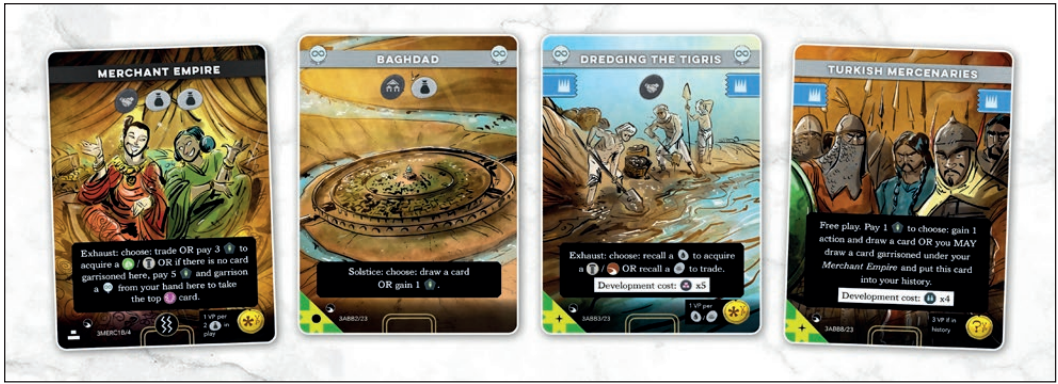 MERCHANT EMPIRE
Exhaust: choose: trade OR pay 3 to
acquire a / OR if there is no card
garrisoned here, pay 5 and garrison
a from your hand here to take
the top card.
3MERC1B/4
1 VP per
2 in
play
BAGHDAD
Solstice: choose: draw a card
OR gain 1 .
3ABB2/23
DREDGING THE TIGRIS
Exhaust: choose: recall a to acquire
a / OR recall a to trade.
Development cost: x5
3ABB3/23
1 VP per
/
TURKISH MERCENARIES
Free play. Pay 1 to choose: gain 1
action and draw a card OR you MAY
draw a card garrisoned under your
Merchant Empire and put this card
into your history.
Development cost: x4
3ABB8/23
3 VP if in
history
?